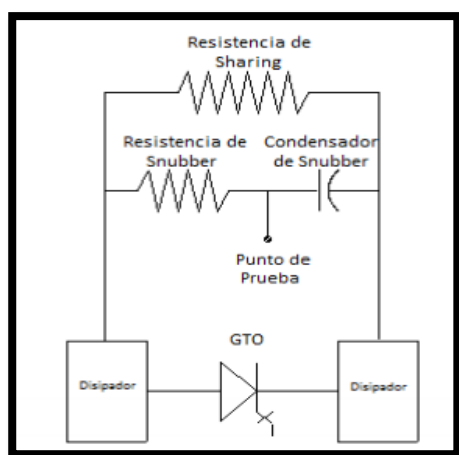 Resistencia de
Sharing
Resistencia de
Snubber
Condensador
de Snubber
Punto de
Prueba
GTO
Disipador
Disipador